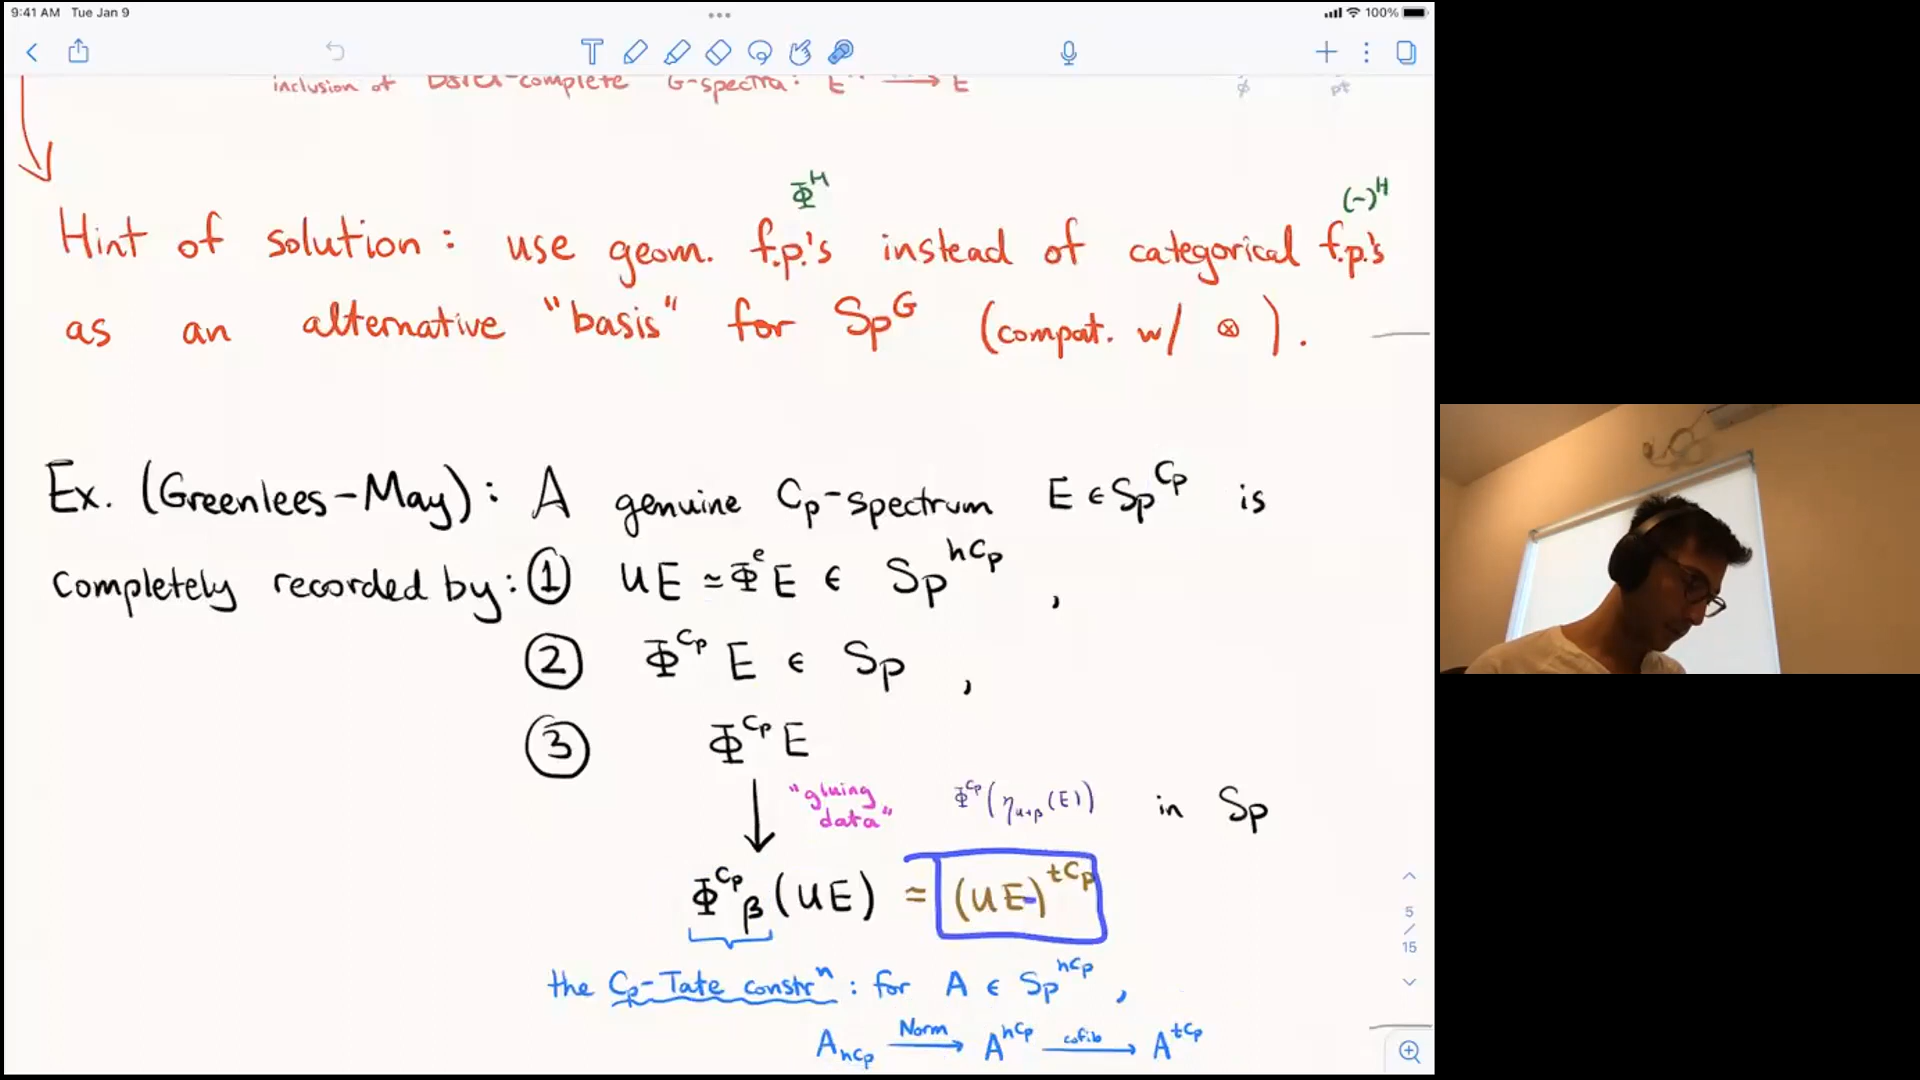 9:41 AM Tue Jan 9
100%
inclusion of Borel-complete G-spectra: E → E
ϕ pt
Φ^H (-)^H
Hint of solution: use geom. f.p.'s instead of categorical f.p.'s
as an alternative "basis" for Sp^G (compat. w/ ⊗).
Ex. (Greenlees-May): A genuine C_p-spectrum E ∈ Sp^{C_p} is
completely recorded by: ① UE ≃ Φ^e E ∈ Sp^{hC_p},
② Φ^{C_p} E ∈ Sp,
③ Φ^{C_p} E
↓ "gluing data" Φ^{C_p}(η_{u⊣β}(E)) in Sp
Φ^{C_p} β(UE) ≃ (UE)^{tC_p}
the C_p-Tate constr^n: for A ∈ Sp^{hC_p},
A_{hC_p} —Norm→ A^{hC_p} —cofib→ A^{tC_p}
5
/
15